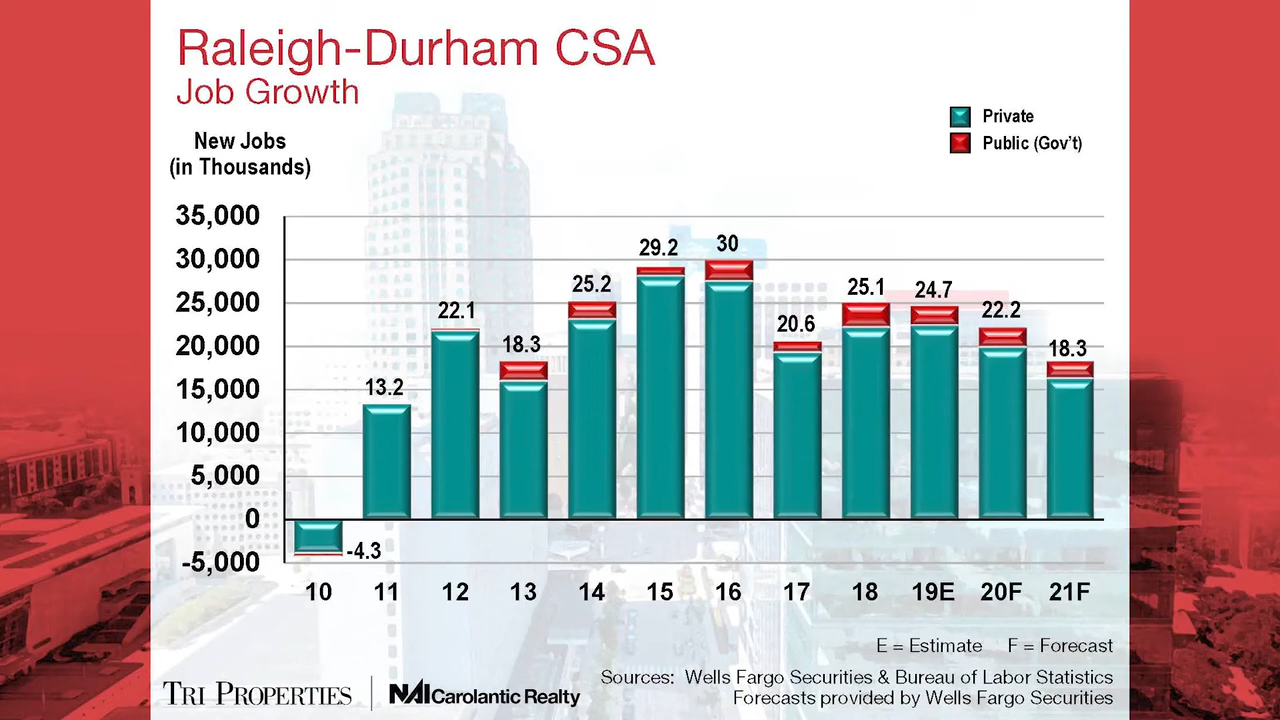 Raleigh-Durham CSA
Job Growth
Private
Public (Gov't)
New Jobs
(in Thousands)
35,000
30,000
25,000
20,000
15,000
10,000
5,000
0
-5,000
-4.3
13.2
22.1
18.3
25.2
29.2
30
20.6
25.1
24.7
22.2
18.3
10 11 12 13 14 15 16 17 18 19E 20F 21F
E = Estimate F = Forecast
Sources: Wells Fargo Securities & Bureau of Labor Statistics
Forecasts provided by Wells Fargo Securities
TRI PROPERTIES
NAI Carolantic Realty